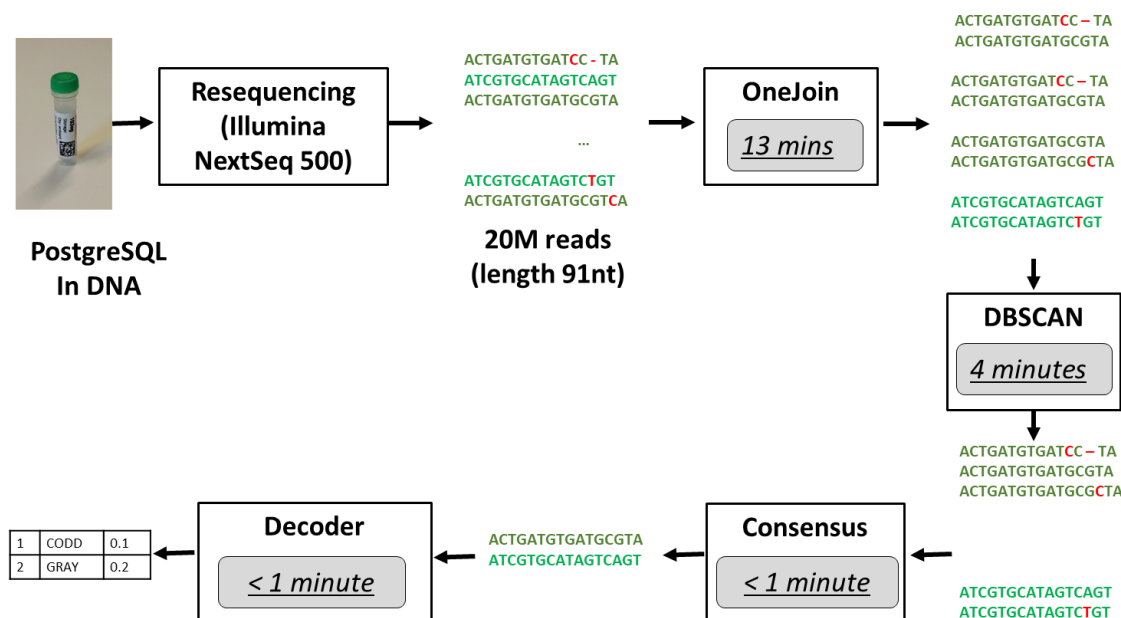 PostgreSQL
In DNA
Resequencing
(Illumina
NextSeq 500)
ACTGATGTGATCC - TA
ATCGTGCATAGTCAGT
ACTGATGTGATGCGTA
...
ATCGTGCATAGTCTGT
ACTGATGTGATGCGTCA
20M reads
(length 91nt)
OneJoin
13 mins
ACTGATGTGATCC – TA
ACTGATGTGATGCGTA
ACTGATGTGATCC – TA
ACTGATGTGATGCGTA
ACTGATGTGATGCGTA
ACTGATGTGATGCGCTA
ATCGTGCATAGTCAGT
ATCGTGCATAGTCTGT
DBSCAN
4 minutes
ACTGATGTGATCC – TA
ACTGATGTGATGCGTA
ACTGATGTGATGCGCTA
ATCGTGCATAGTCAGT
ATCGTGCATAGTCTGT
Consensus
< 1 minute
ACTGATGTGATGCGTA
ATCGTGCATAGTCAGT
Decoder
< 1 minute
1 CODD 0.1
2 GRAY 0.2